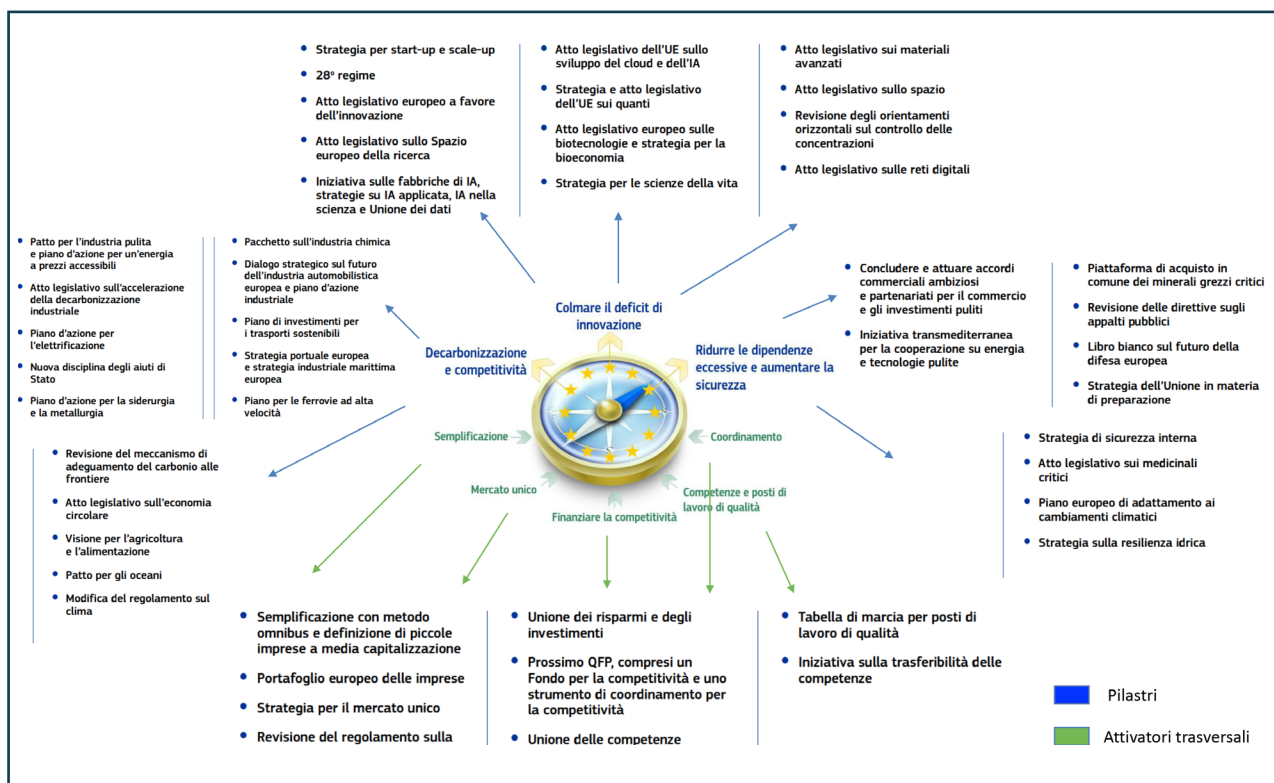 Strategia per start-up e scale-up
28° regime
Atto legislativo europeo a favore
dell'innovazione
Atto legislativo sullo Spazio
europeo della ricerca
Iniziativa sulle fabbriche di IA,
strategie su IA applicata, IA nella
scienza e Unione dei dati
Atto legislativo dell'UE sullo
sviluppo del cloud e dell'IA
Strategia e atto legislativo
dell'UE sui quanti
Atto legislativo europeo sulle
biotecnologie e strategia per la
bioeconomia
Strategia per le scienze della vita
Atto legislativo sui materiali
avanzati
Atto legislativo sullo spazio
Revisione degli orientamenti
orizzontali sul controllo delle
concentrazioni
Atto legislativo sulle reti digitali
Patto per l'industria pulita
e piano d'azione per un'energia
a prezzi accessibili
Atto legislativo sull'accelerazione
della decarbonizzazione
industriale
Piano d'azione per
l'elettrificazione
Nuova disciplina degli aiuti di
Stato
Piano d'azione per la siderurgia
e la metallurgia
Pacchetto sull'industria chimica
Dialogo strategico sul futuro
dell'industria automobilistica
europea e piano d'azione
industriale
Piano di investimenti per
i trasporti sostenibili
Strategia portuale europea
e strategia industriale marittima
europea
Piano per le ferrovie ad alta
velocità
Colmare il deficit di
innovazione
Decarbonizzazione
e competitività
Ridurre le dipendenze
eccessive e aumentare la
sicurezza
Concludere e attuare accordi
commerciali ambiziosi
e partenariati per il commercio
e gli investimenti puliti
Iniziativa transmediterranea
per la cooperazione su energia
e tecnologie pulite
Piattaforma di acquisto in
comune dei minerali grezzi critici
Revisione delle direttive sugli
appalti pubblici
Libro bianco sul futuro della
difesa europea
Strategia dell'Unione in materia
di preparazione
Semplificazione
Coordinamento
Mercato unico
Competenze e posti di
lavoro di qualità
Finanziare la competitività
Revisione del meccanismo di
adeguamento del carbonio alle
frontiere
Atto legislativo sull'economia
circolare
Visione per l'agricoltura
e l'alimentazione
Patto per gli oceani
Modifica del regolamento sul
clima
Strategia di sicurezza interna
Atto legislativo sui medicinali
critici
Piano europeo di adattamento ai
cambiamenti climatici
Strategia sulla resilienza idrica
Semplificazione con metodo
omnibus e definizione di piccole
imprese a media capitalizzazione
Portafoglio europeo delle imprese
Strategia per il mercato unico
Revisione del regolamento sulla
Unione dei risparmi e degli
investimenti
Prossimo QFP, compresi un
Fondo per la competitività e uno
strumento di coordinamento per
la competitività
Unione delle competenze
Tabella di marcia per posti di
lavoro di qualità
Iniziativa sulla trasferibilità delle
competenze
Pilastri
Attivatori trasversali